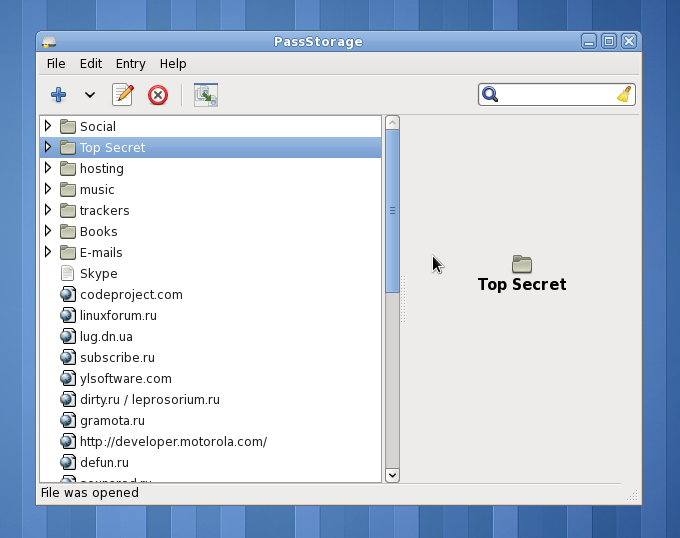 PassStorage
File Edit Entry Help
Social
Top Secret
hosting
music
trackers
Books
E-mails
Skype
codeproject.com
linuxforum.ru
lug.dn.ua
subscribe.ru
ylsoftware.com
dirty.ru / leprosorium.ru
gramota.ru
http://developer.motorola.com/
defun.ru
Top Secret
File was opened